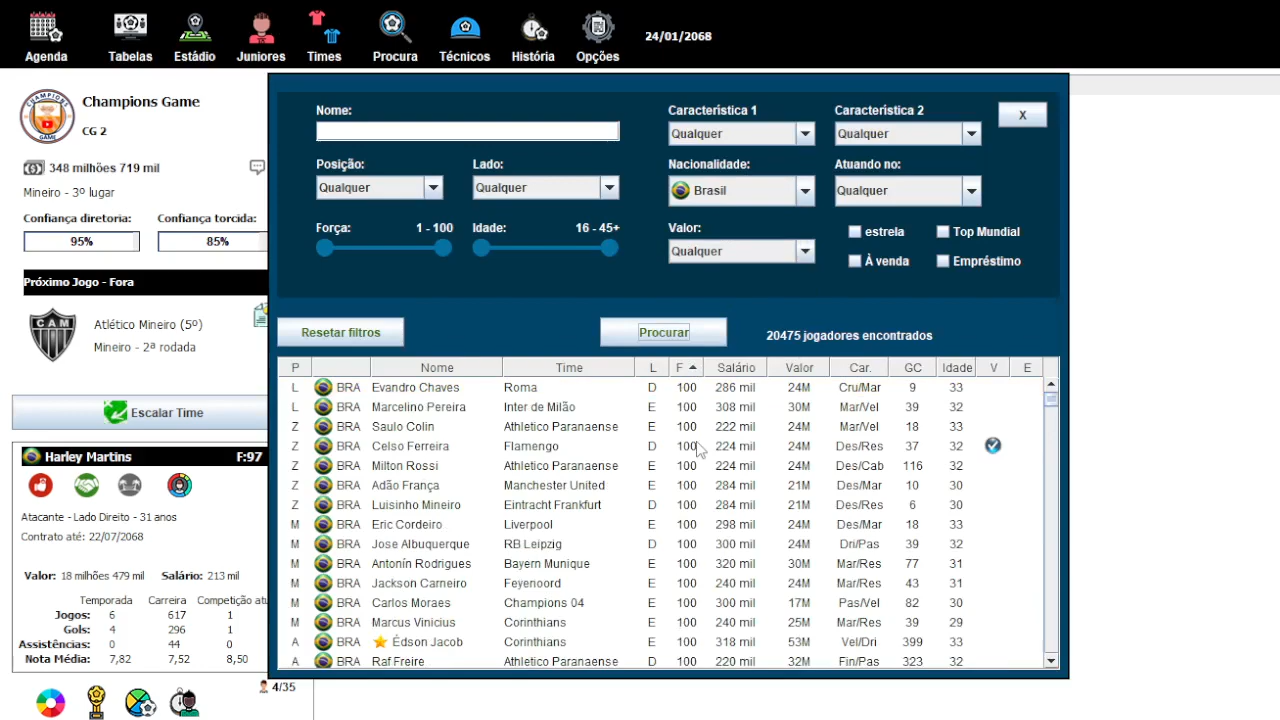 Agenda Tabelas Estádio Juniores Times Procura Técnicos História Opções 24/01/2068
CHAMPIONS
GAME
Champions Game
CG 2
348 milhões 719 mil
Mineiro - 3º lugar
Confiança diretoria: Confiança torcida:
95% 85%
Próximo Jogo - Fora
CAM
Atlético Mineiro (5º)
Mineiro - 2ª rodada
Escalar Time
Harley Martins F:97
Atacante - Lado Direito - 31 anos
Contrato até: 22/07/2068
Valor: 18 milhões 479 mil Salário: 213 mil
Temporada Carreira Competição atu
Jogos: 6 617 1
Gols: 4 296 1
Assistências: 0 44 0
Nota Média: 7,82 7,52 8,50
4/35
Nome: Característica 1 Característica 2
Qualquer Qualquer X
Posição: Lado: Nacionalidade: Atuando no:
Qualquer Qualquer Brasil Qualquer
Força: 1 - 100 Idade: 16 - 45+ Valor: estrela Top Mundial
Qualquer À venda Empréstimo
Resetar filtros Procurar 20475 jogadores encontrados
P Nome Time L F Salário Valor Car. GC Idade V E
L BRA Evandro Chaves Roma D 100 286 mil 24M Cru/Mar 9 33
L BRA Marcelino Pereira Inter de Milão E 100 308 mil 30M Mar/Vel 39 32
Z BRA Saulo Colin Athletico Paranaense E 100 222 mil 24M Mar/Vel 18 33
Z BRA Celso Ferreira Flamengo D 100 224 mil 24M Des/Res 37 32
Z BRA Milton Rossi Athletico Paranaense E 100 224 mil 24M Des/Cab 116 32
Z BRA Adão França Manchester United E 100 284 mil 21M Des/Mar 10 30
Z BRA Luisinho Mineiro Eintracht Frankfurt D 100 284 mil 21M Des/Mar 6 30
M BRA Eric Cordeiro Liverpool E 100 298 mil 24M Des/Mar 18 33
M BRA Jose Albuquerque RB Leipzig D 100 300 mil 24M Dri/Pas 39 32
M BRA Antonín Rodrigues Bayern Munique E 100 320 mil 30M Mar/Res 77 31
M BRA Jackson Carneiro Feyenoord E 100 240 mil 24M Mar/Res 43 31
M BRA Carlos Moraes Champions 04 E 100 300 mil 17M Pas/Vel 82 30
M BRA Marcus Vinicius Corinthians E 100 240 mil 25M Mar/Res 39 29
A BRA Édson Jacob Corinthians E 100 318 mil 53M Vel/Dri 399 33
A BRA Raf Freire Athletico Paranaense D 100 220 mil 32M Fin/Pas 323 32